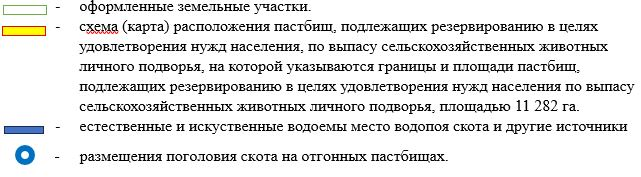 - оформленные земельные участки.
- схема (карта) расположения пастбищ, подлежащих резервированию в целях
удовлетворения нужд населения, по выпасу сельскохозяйственных животных
личного подворья, на которой указываются границы и площади пастбищ,
подлежащих резервированию в целях удовлетворения нужд населения по выпасу
сельскохозяйственных животных личного подворья, площадью 11 282 га.
- естественные и искуственные водоемы место водопоя скота и другие источники
- размещения поголовия скота на отгонных пастбищах.